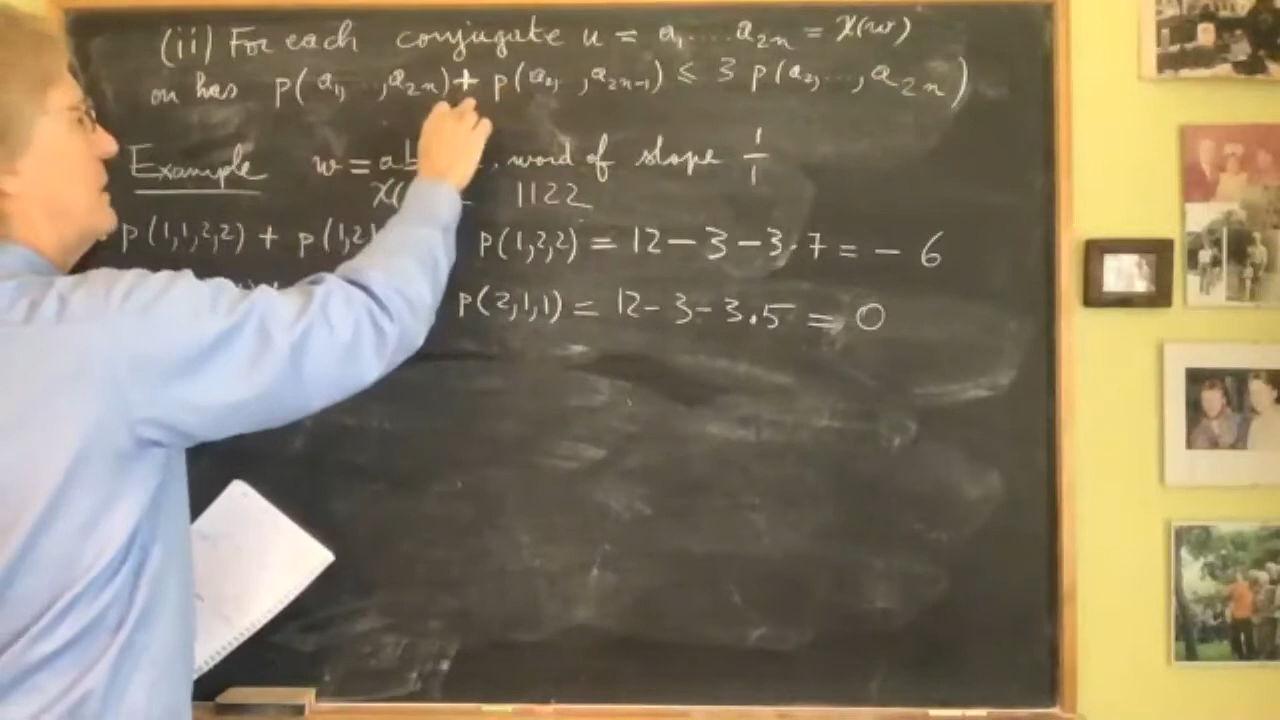 (ii) For each conjugate u = a₁....a₂ₙ = χ(w)
on has p(a₁, ..., a₂ₙ) + p(a₂, , a₂ₙ₋₁) ≤ 3 p(a₂, ..., a₂ₙ)
Example w = a word of slope 1/1
χ( 1122
p(1,1,2,2) + p(1,2 p(1,2,2) = 12 - 3 - 3.7 = - 6
p(2,1,1) = 12 - 3 - 3.5 = 0